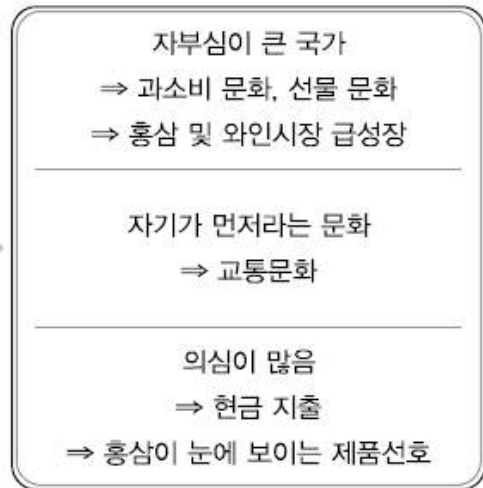 자부심이 큰 국가
⇒ 과소비 문화, 선물 문화
⇒ 홍삼 및 와인시장 급성장
자기가 먼저라는 문화
⇒ 교통문화
의심이 많음
⇒ 현금 지출
⇒ 홍삼이 눈에 보이는 제품선호